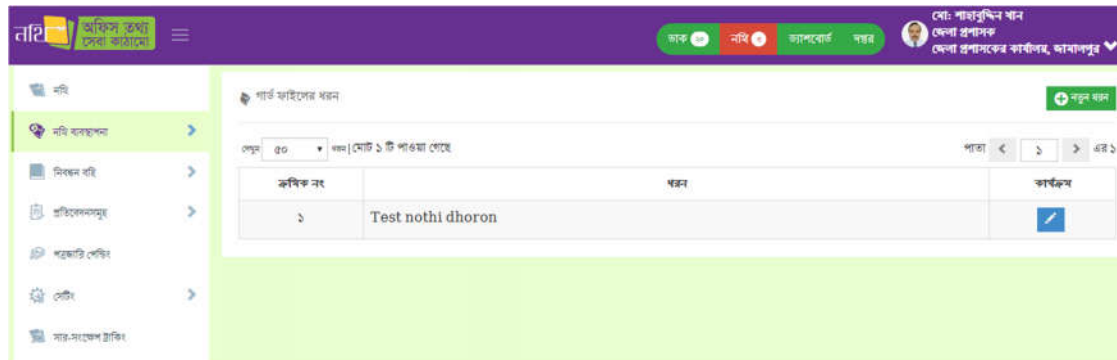 নথি
অফিস তথ্য
সেবা কাঠামো
ডাক
নথি
ড্যাশবোর্ড
দপ্তর
মো: শাহাবুদ্দিন খান
জেলা প্রশাসক
জেলা প্রশাসকের কার্যালয়, জামালপুর
নথি
নথি ব্যবস্থাপনা
নিবন্ধন বহি
প্রতিবেদনসমূহ
পত্রজারি পেন্ডিং
সেটিং
সার-সংক্ষেপ ট্রাকিং
গার্ড ফাইলের ধরন
নতুন ধরন
দেখুন ৫০ ধরন | মোট ১ টি পাওয়া গেছে
পাতা ১ এর ১
ক্রমিক নং ধরন কার্যক্রম
১ Test nothi dhoron